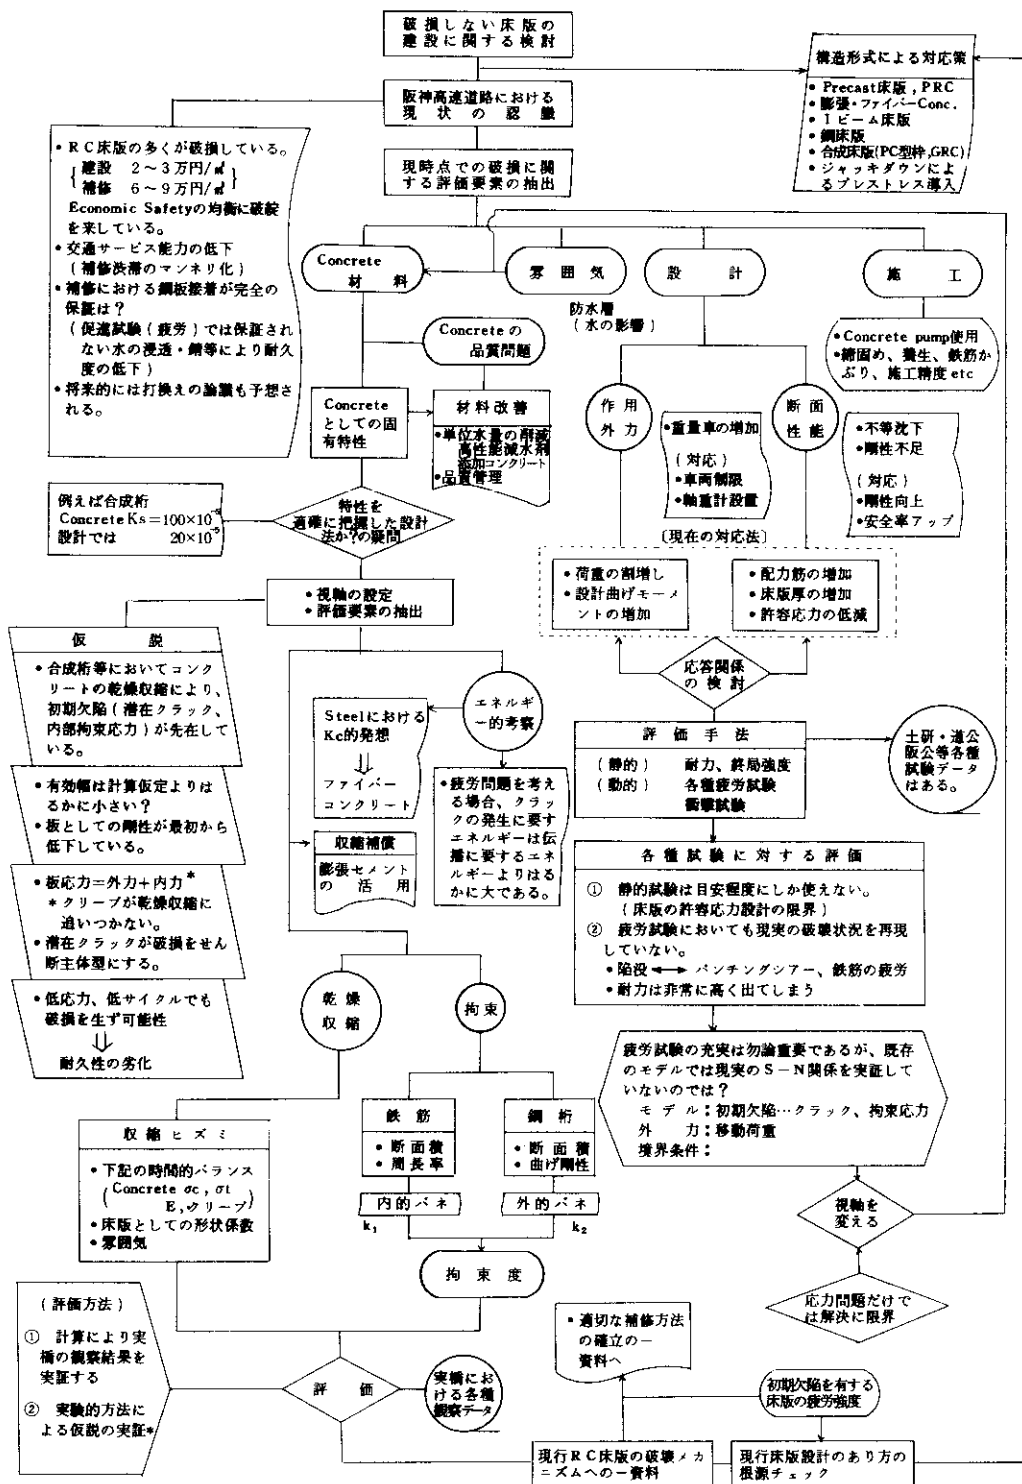 破損しない床版の
建設に関する検討
構造形式による対応策
• Precast床版，PRC
• 膨張・ファイバーConc.
• Iビーム床版
• 鋼床版
• 合成床版(PC型枠,GRC)
• ジャッキダウンによ
るプレストレス導入
阪神高速道路における
現状の認識
• RC床版の多くが破損している。
建設 2～3万円/㎡
補修 6～9万円/㎡
Economic Safetyの均衡に破綻
を来している。
• 交通サービス能力の低下
(補修渋滞のマンネリ化)
• 補修における鋼板接着が完全の
保証は？
(促進試験(疲労)では保証され
ない水の浸透・錆等により耐久
度の低下)
• 将来的には打換えの論議も予想さ
れる。
現時点での破損に関
する評価要素の抽出
Concrete
材料
雰囲気
設計
施工
防水層
(水の影響)
Concreteの
品質問題
• Concrete pump使用
• 締固め、養生、鉄筋か
ぶり、施工精度etc
Concrete
としての固
有特性
材料改善
• 単位水量の削減
高性能減水剤
添加コンクリート
• 品質管理
作用
外力
• 重量車の増加
(対応)
• 車両制限
• 軸重計設置
断面
性能
• 不等沈下
• 剛性不足
(対応)
• 剛性向上
• 安全率アップ
例えば合成桁
Concrete Ks=100×10⁻⁵
設計では 20×10⁻⁵
特性を
適確に把握した設計
法か?の疑問
〔現在の対応法〕
• 荷重の割増し
• 設計曲げモーメ
ントの増加
• 配力筋の増加
• 床版厚の増加
• 許容応力の低減
• 視軸の設定
• 評価要素の抽出
応答関係
の検討
仮説
• 合成桁等においてコンク
リートの乾燥収縮により、
初期欠陥(潜在クラック、
内部拘束応力)が先在して
いる。
• 有効幅は計算仮定よりは
るかに小さい？
• 板としての剛性が最初から
低下している。
• 板応力＝外力＋内力*
*クリープが乾燥収縮に
追いつかない。
• 潜在クラックが破損をせん
断主体型にする。
• 低応力、低サイクルでも
破損を生ず可能性
⇓
耐久性の劣化
Steelにおける
Kc的発想
⇓
ファイバー
コンクリート
エネルギ
ー的考察
• 疲労問題を考え
る場合、クラッ
クの発生に要す
エネルギーは伝
播に要するエネ
ルギーよりはる
かに大である。
収縮補償
膨張セメント
の活用
評価手法
(静的) 耐力、終局強度
(動的) 各種疲労試験
衝撃試験
土研・道公
阪公等各種
試験データ
はある。
各種試験に対する評価
① 静的試験は目安程度にしか使えない。
(床版の許容応力設計の限界)
② 疲労試験においても現実の破壊状況を再現
していない。
• 陥没 ⟷ パンチングシアー、鉄筋の疲労
• 耐力は非常に高く出てしまう
乾燥
収縮
拘束
疲労試験の充実は勿論重要であるが、既存
のモデルでは現実のS－N関係を実証して
いないのでは？
モデル：初期欠陥…クラック、拘束応力
外力：移動荷重
境界条件：
収縮ヒズミ
• 下記の時間的バランス
(Concrete σc，σt
E，クリープ)
• 床版としての形状係数
• 雰囲気
鉄筋
• 断面積
• 周長率
鋼桁
• 断面積
• 曲げ剛性
内的バネ
k₁
外的バネ
k₂
拘束度
視軸を
変える
応力問題だけで
は解決に限界
(評価方法)
① 計算により実
橋の観察結果を
実証する
② 実験的方法に
よる仮説の実証*
評価
実橋にお
ける各種
観察データ
• 適切な補修方法
の確立の一
資料へ
初期欠陥を有する
床版の疲労強度
現行RC床版の破壊メカ
ニズムへの一資料
現行床版設計のあり方の
根源チェック